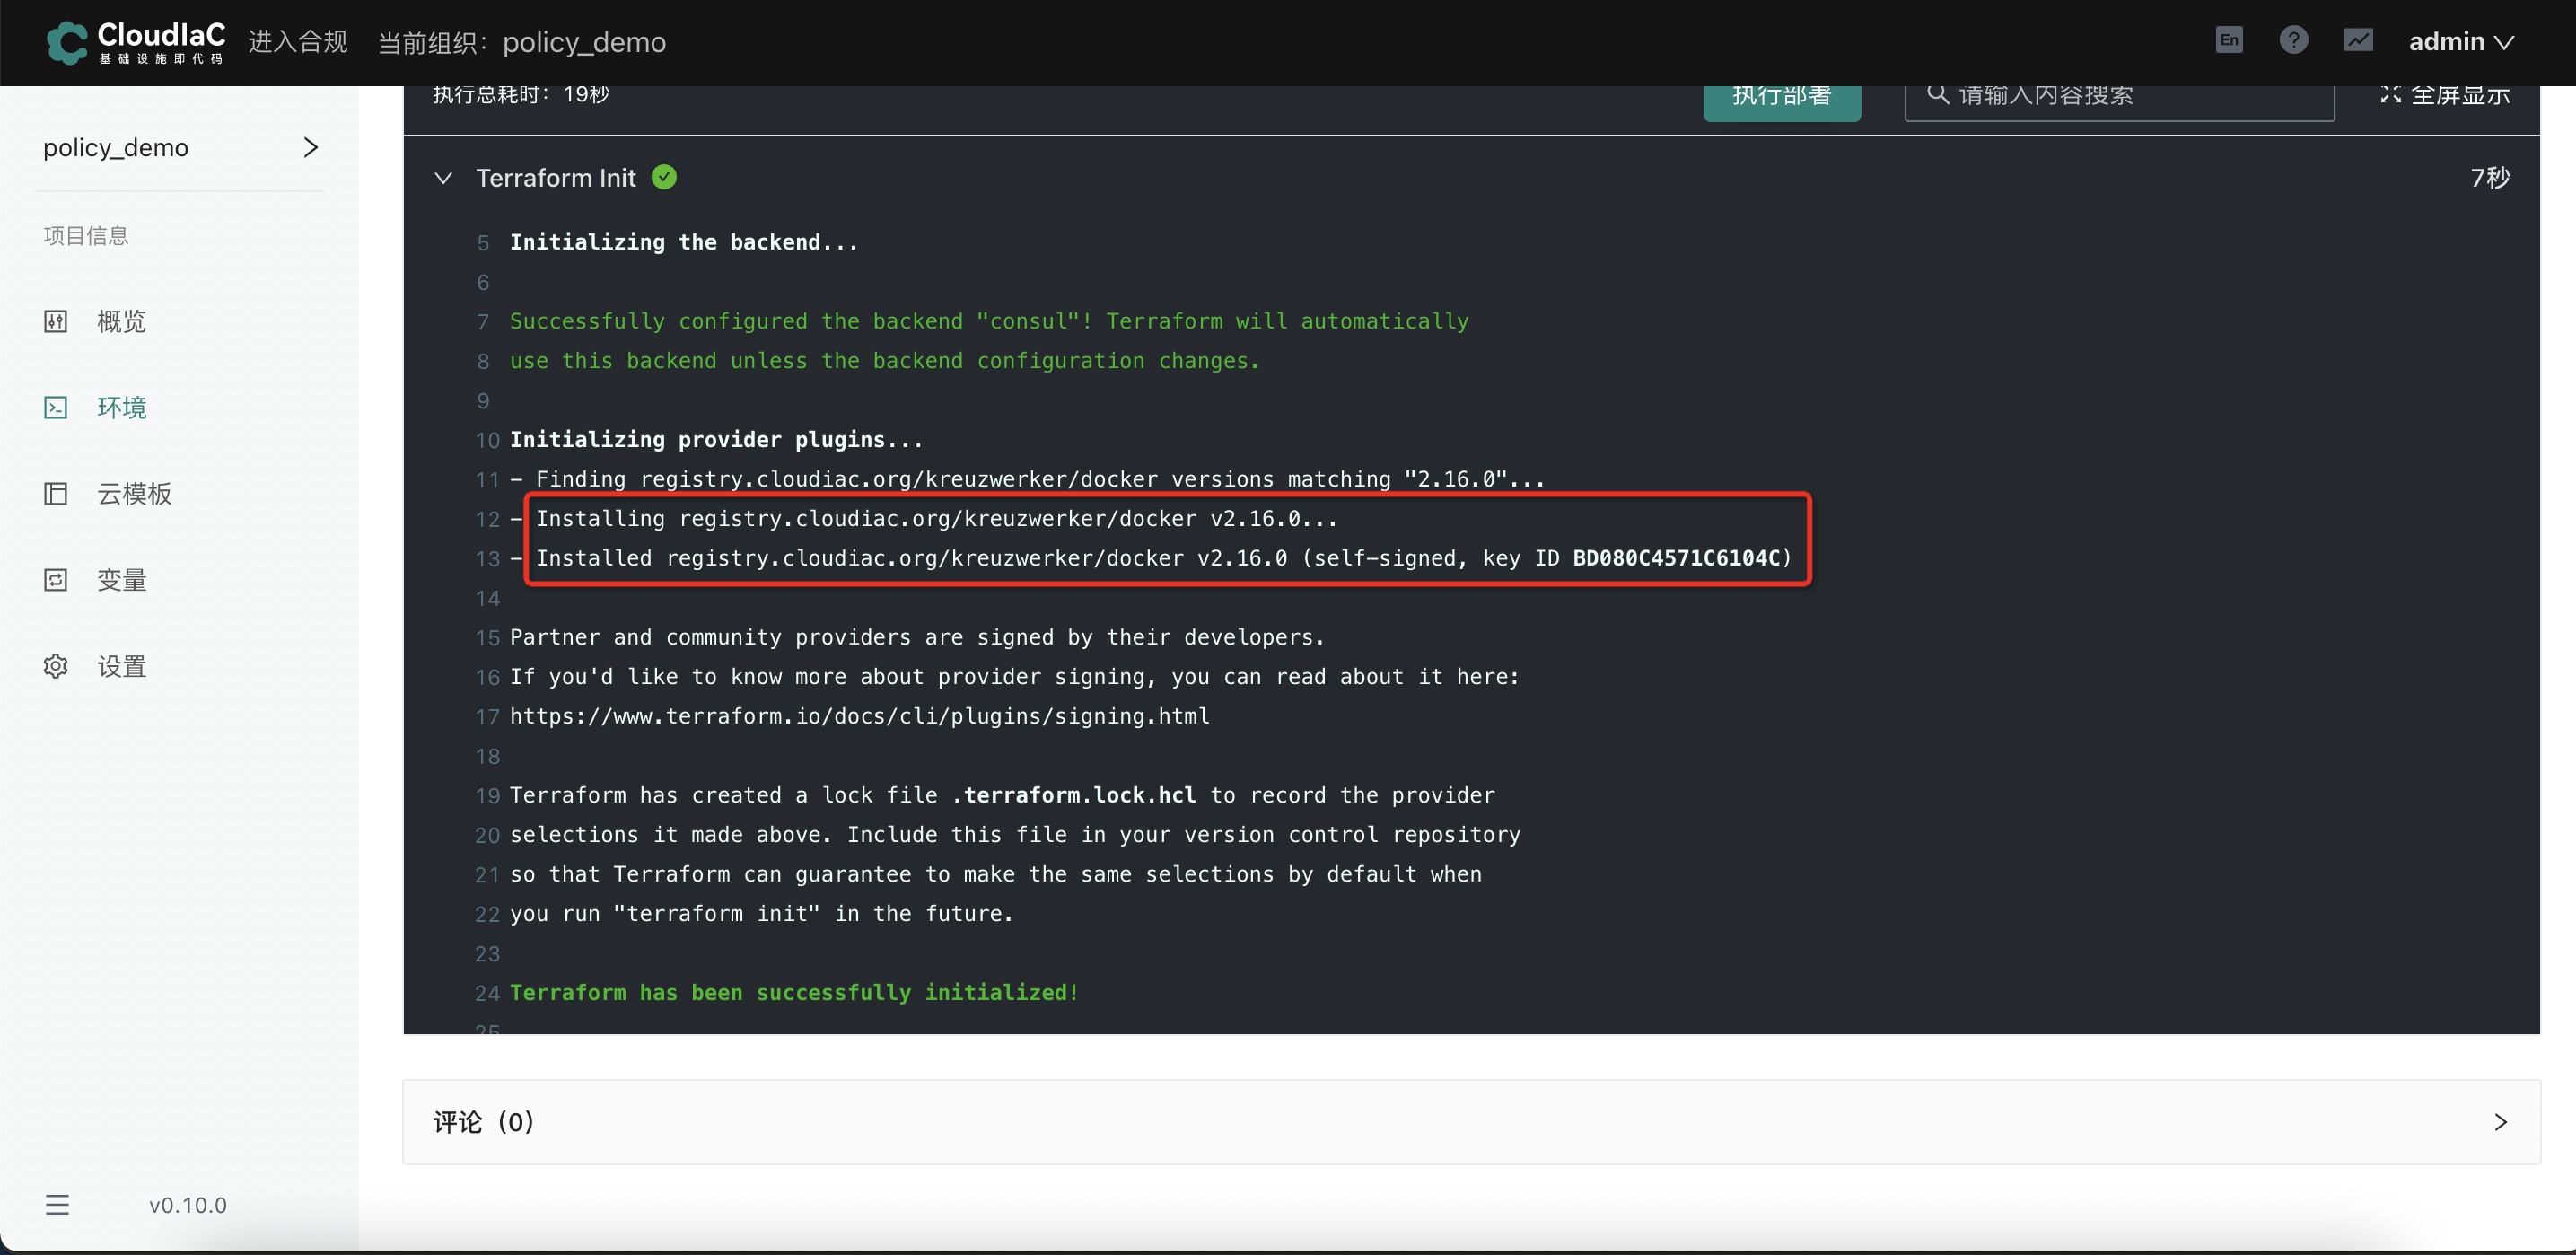 CloudIaC
基础设施即代码
进入合规
当前组织：policy_demo
En
admin
policy_demo
项目信息
概览
环境
云模板
变量
设置
v0.10.0
执行总耗时：19秒
执行部署
请输入内容搜索
全屏显示
Terraform Init
7秒
5 Initializing the backend...
6
7 Successfully configured the backend "consul"! Terraform will automatically
8 use this backend unless the backend configuration changes.
9
10 Initializing provider plugins...
11 - Finding registry.cloudiac.org/kreuzwerker/docker versions matching "2.16.0"...
12 - Installing registry.cloudiac.org/kreuzwerker/docker v2.16.0...
13 - Installed registry.cloudiac.org/kreuzwerker/docker v2.16.0 (self-signed, key ID BD080C4571C6104C)
14
15 Partner and community providers are signed by their developers.
16 If you'd like to know more about provider signing, you can read about it here:
17 https://www.terraform.io/docs/cli/plugins/signing.html
18
19 Terraform has created a lock file .terraform.lock.hcl to record the provider
20 selections it made above. Include this file in your version control repository
21 so that Terraform can guarantee to make the same selections by default when
22 you run "terraform init" in the future.
23
24 Terraform has been successfully initialized!
25
评论（0）